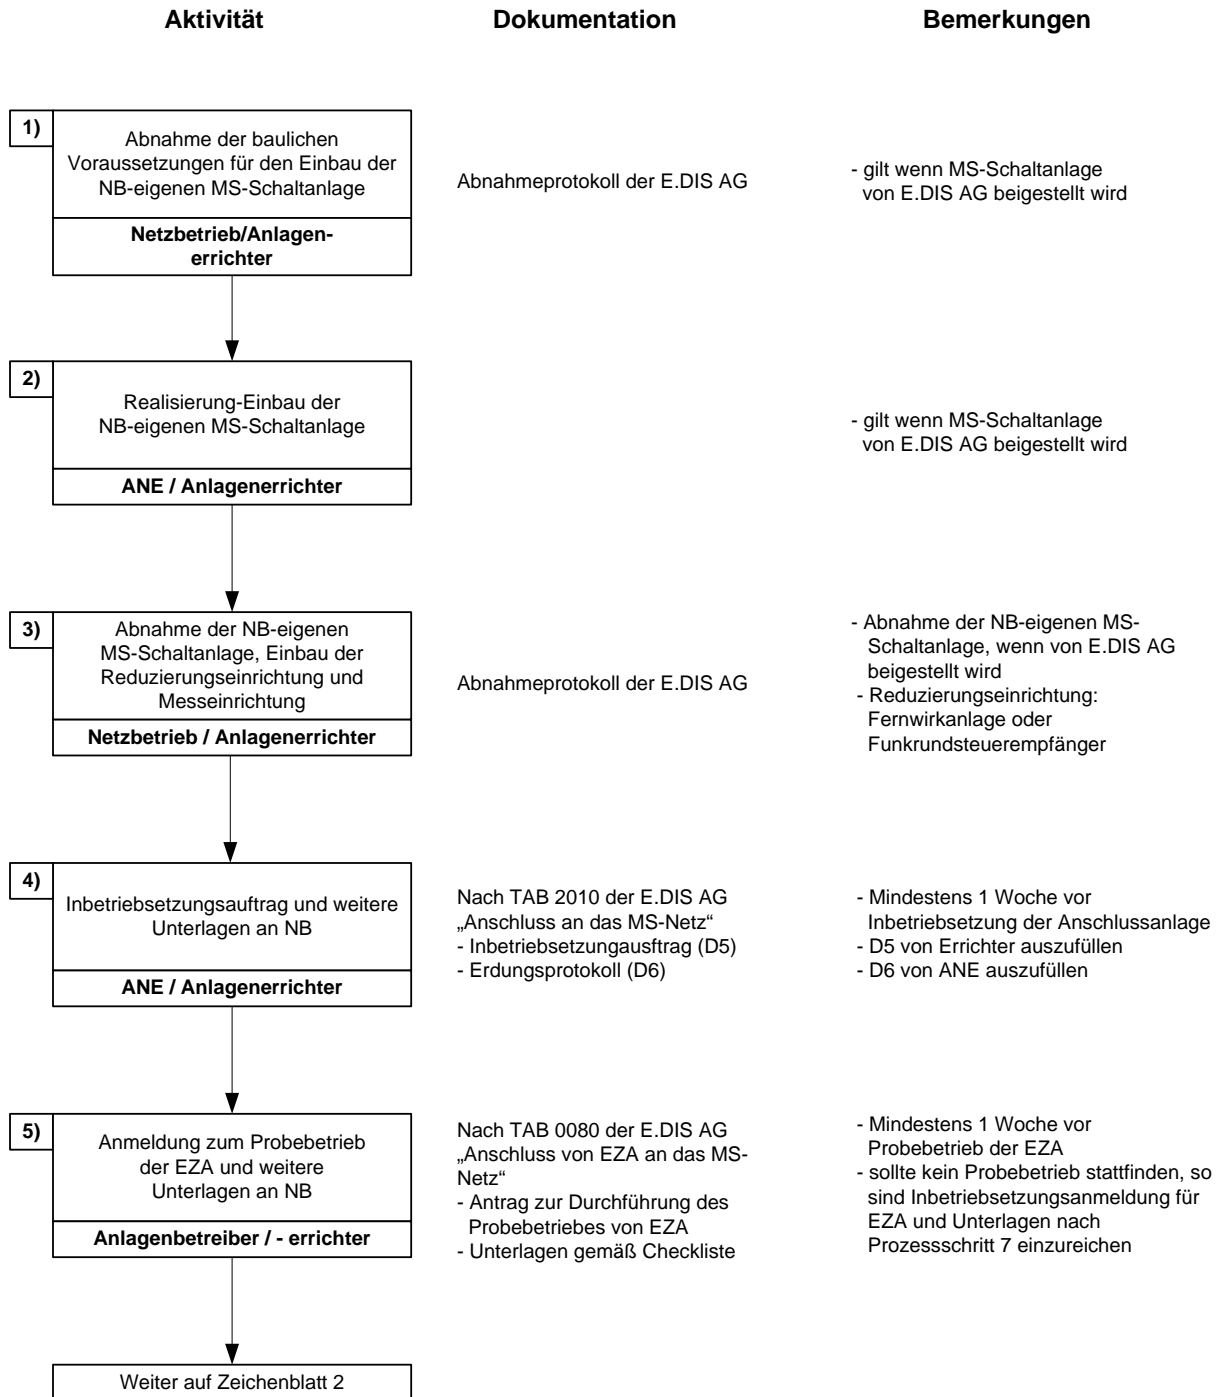 Aktivität
Dokumentation
Bemerkungen
1)
Abnahme der baulichen
Voraussetzungen für den Einbau der
NB-eigenen MS-Schaltanlage
Netzbetrieb/Anlagen-
errichter
Abnahmeprotokoll der E.DIS AG
- gilt wenn MS-Schaltanlage
von E.DIS AG beigestellt wird
2)
Realisierung-Einbau der
NB-eigenen MS-Schaltanlage
ANE / Anlagenerrichter
- gilt wenn MS-Schaltanlage
von E.DIS AG beigestellt wird
3)
Abnahme der NB-eigenen
MS-Schaltanlage, Einbau der
Reduzierungseinrichtung und
Messeinrichtung
Netzbetrieb / Anlagenerrichter
Abnahmeprotokoll der E.DIS AG
- Abnahme der NB-eigenen MS-
Schaltanlage, wenn von E.DIS AG
beigestellt wird
- Reduzierungseinrichtung:
Fernwirkanlage oder
Funkrundsteuerempfänger
4)
Inbetriebsetzungsauftrag und weitere
Unterlagen an NB
ANE / Anlagenerrichter
Nach TAB 2010 der E.DIS AG
„Anschluss an das MS-Netz“
- Inbetriebsetzungausftrag (D5)
- Erdungsprotokoll (D6)
- Mindestens 1 Woche vor
Inbetriebsetzung der Anschlussanlage
- D5 von Errichter auszufüllen
- D6 von ANE auszufüllen
5)
Anmeldung zum Probebetrieb
der EZA und weitere
Unterlagen an NB
Anlagenbetreiber / - errichter
Nach TAB 0080 der E.DIS AG
„Anschluss von EZA an das MS-
Netz“
- Antrag zur Durchführung des
Probebetriebes von EZA
- Unterlagen gemäß Checkliste
- Mindestens 1 Woche vor
Probebetrieb der EZA
- sollte kein Probebetrieb stattfinden, so
sind Inbetriebsetzungsanmeldung für
EZA und Unterlagen nach
Prozessschritt 7 einzureichen
Weiter auf Zeichenblatt 2